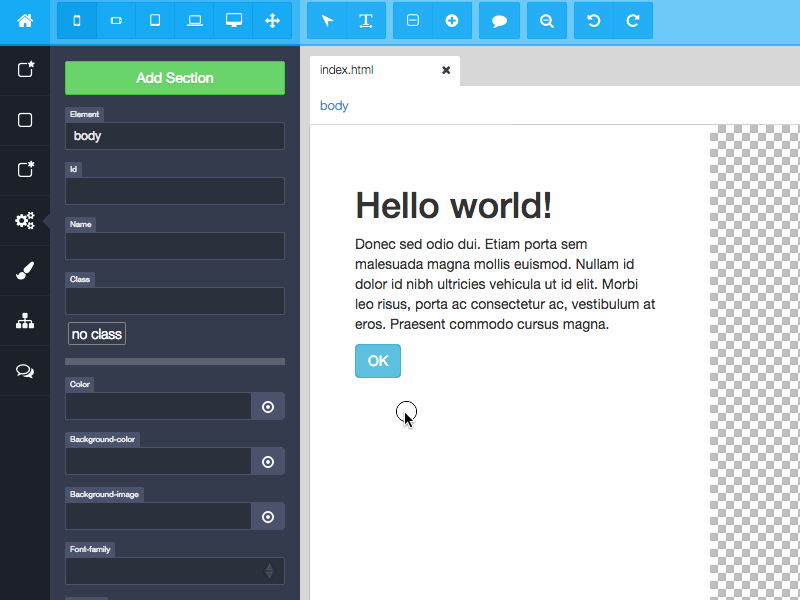 index.html
body
Add Section
Element
body
Id
Name
Class
no class
Color
Background-color
Background-image
Font-family
Hello world!
Donec sed odio dui. Etiam porta sem
malesuada magna mollis euismod. Nullam id
dolor id nibh ultricies vehicula ut id elit. Morbi
leo risus, porta ac consectetur ac, vestibulum at
eros. Praesent commodo cursus magna.
OK